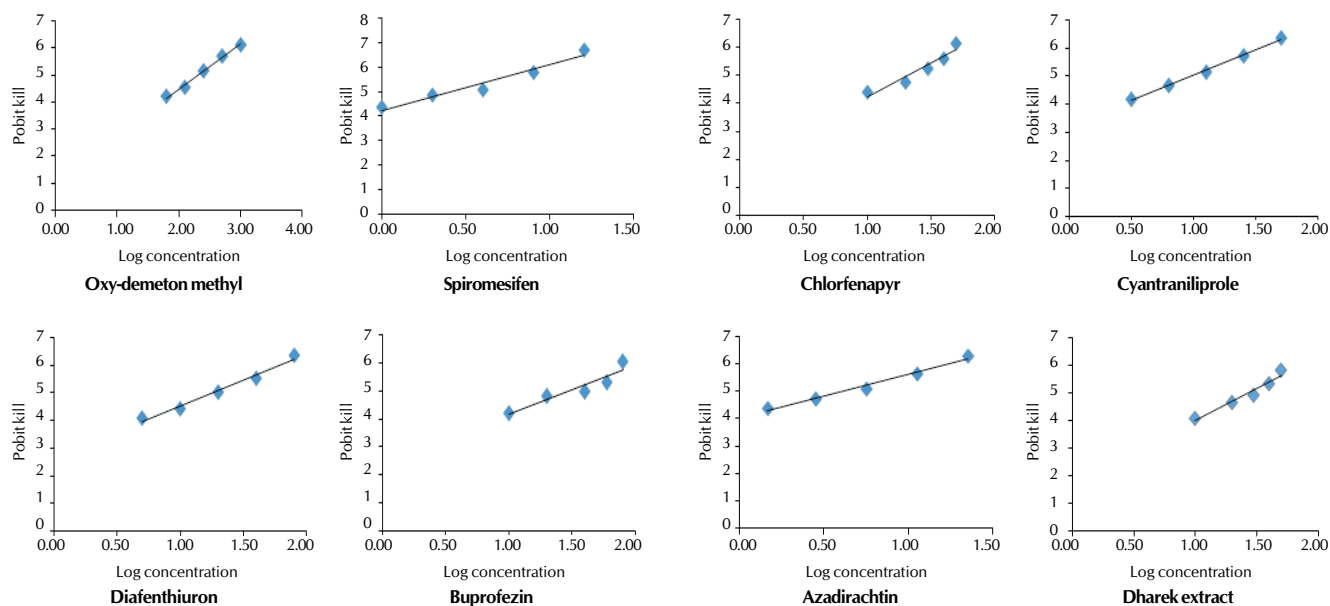 Pobit kill
7
6
5
4
3
2
1
0
0.00 1.00 2.00 3.00 4.00
Log concentration
Oxy-demeton methyl
Pobit kill
8
7
6
5
4
3
2
1
0
0.00 0.50 1.00 1.50
Log concentration
Spiromesifen
Pobit kill
7
6
5
4
3
2
1
0
0.00 0.50 1.00 1.50 2.00
Log concentration
Chlorfenapyr
Pobit kill
7
6
5
4
3
2
1
0
0.00 0.50 1.00 1.50 2.00
Log concentration
Cyantraniliprole
Pobit kill
7
6
5
4
3
2
1
0
0.00 0.50 1.00 1.50 2.00
Log concentration
Diafenthiuron
Pobit kill
7
6
5
4
3
2
1
0
0.00 0.50 1.00 1.50 2.00
Log concentration
Buprofezin
Pobit kill
7
6
5
4
3
2
1
0
0.00 0.50 1.00 1.50
Log concentration
Azadirachtin
Pobit kill
7
6
5
4
3
2
1
0
0.00 0.50 1.00 1.50 2.00
Log concentration
Dharek extract